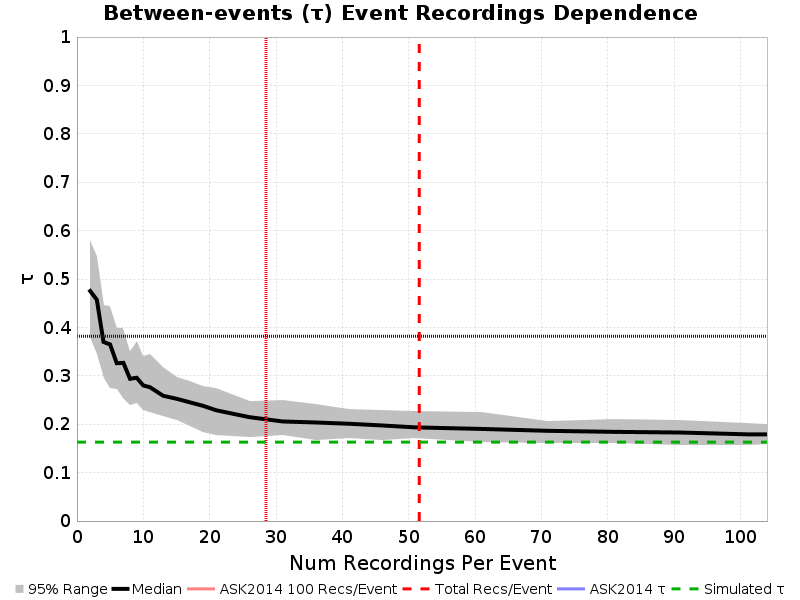 Between-events (τ) Event Recordings Dependence
1
0.9
0.8
0.7
0.6
0.5
0.4
0.3
0.2
0.1
0
τ
0 10 20 30 40 50 60 70 80 90 100
Num Recordings Per Event
95% Range Median ASK2014 100 Recs/Event Total Recs/Event ASK2014 τ Simulated τ